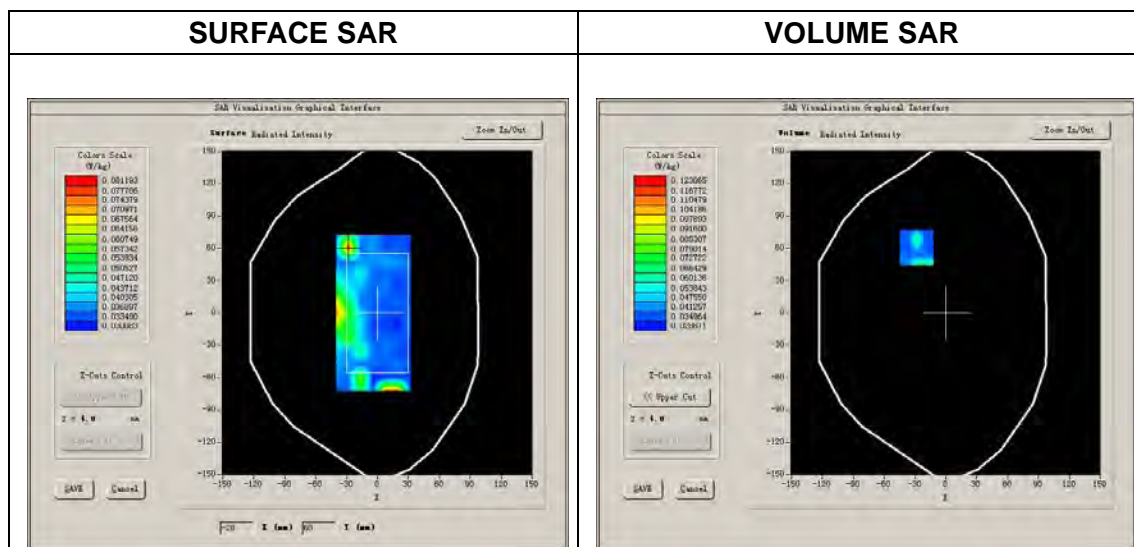 SURFACE SAR
VOLUME SAR
SAR Visualisation Graphical Interface
Surface Radiated Intensity
Zoom In/Out
Colors Scale
(W/kg)
0.081193
0.077786
0.074379
0.070971
0.067564
0.064156
0.060749
0.057342
0.053934
0.050527
0.047120
0.043712
0.040305
0.036897
0.033490
150
120
90
60
30
0
-30
-60
-90
-120
-150
-150 -120 -90 -60 -30 0 30 60 90 120 150
X
Z-Cuts Control
Z = 4.0 mm
SAVE Cancel
X (mm) 60 Y (mm)
SAR Visualisation Graphical Interface
Volume Radiated Intensity
Zoom In/Out
Colors Scale
(W/kg)
0.123065
0.116772
0.110479
0.104186
0.097893
0.091600
0.085307
0.079014
0.072722
0.066429
0.060136
0.053843
0.047550
0.041257
0.034964
150
120
90
60
30
0
-30
-60
-90
-120
-150
-150 -120 -90 -60 -30 0 30 60 90 120 150
X
Z-Cuts Control
<< Upper Cut
Z = 4.0 mm
SAVE Cancel